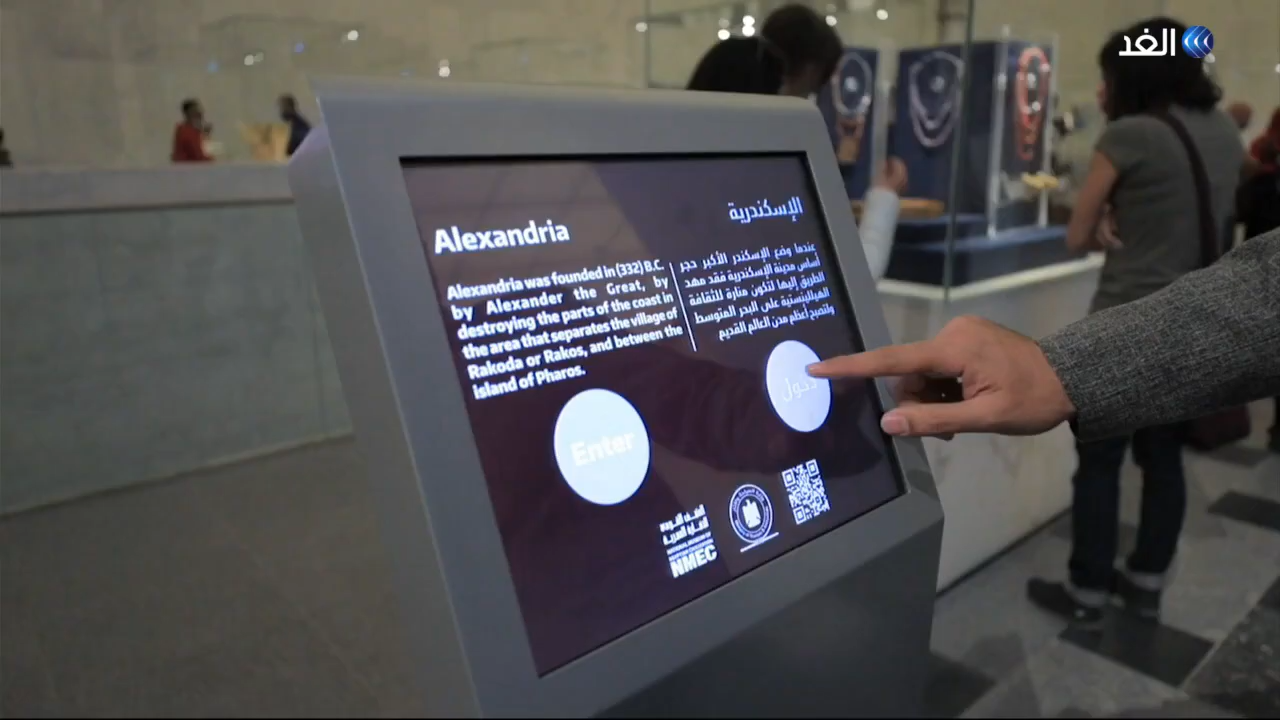 الغد
الإسكندرية
Alexandria
عندما وضع الإسكندر الأكبر حجر
أساس مدينة الإسكندرية فقد مهد
الطريق إليها لتكون منارة للثقافة
الهيلينستية على البحر المتوسط
ولتصبح أعظم مدن العالم القديم
Alexandria was founded in (332) B.C.
by Alexander the Great, by
destroying the parts of the coast in
the area that separates the village of
Rakoda or Rakos, and between the
island of Pharos.
دخول
Enter
NMEC